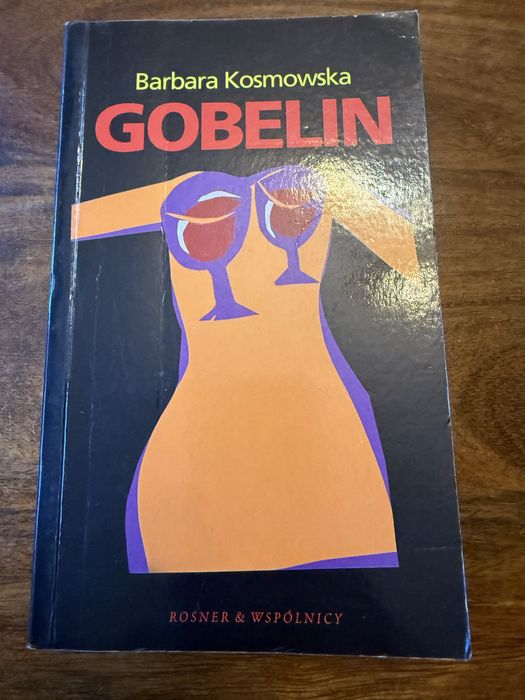 Barbara Kosmowska
GOBELIN
ROSNER & WSPÓLNICY